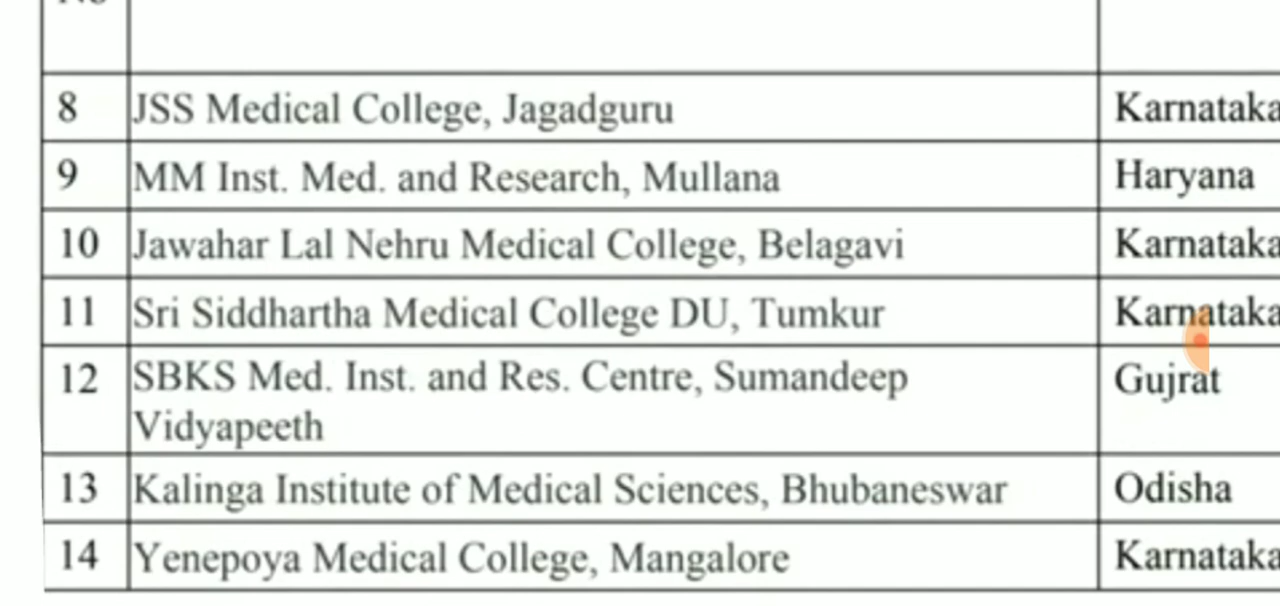 8 JSS Medical College, Jagadguru Karnataka
9 MM Inst. Med. and Research, Mullana Haryana
10 Jawahar Lal Nehru Medical College, Belagavi Karnataka
11 Sri Siddhartha Medical College DU, Tumkur Karnataka
12 SBKS Med. Inst. and Res. Centre, Sumandeep Gujrat
Vidyapeeth
13 Kalinga Institute of Medical Sciences, Bhubaneswar Odisha
14 Yenepoya Medical College, Mangalore Karnataka